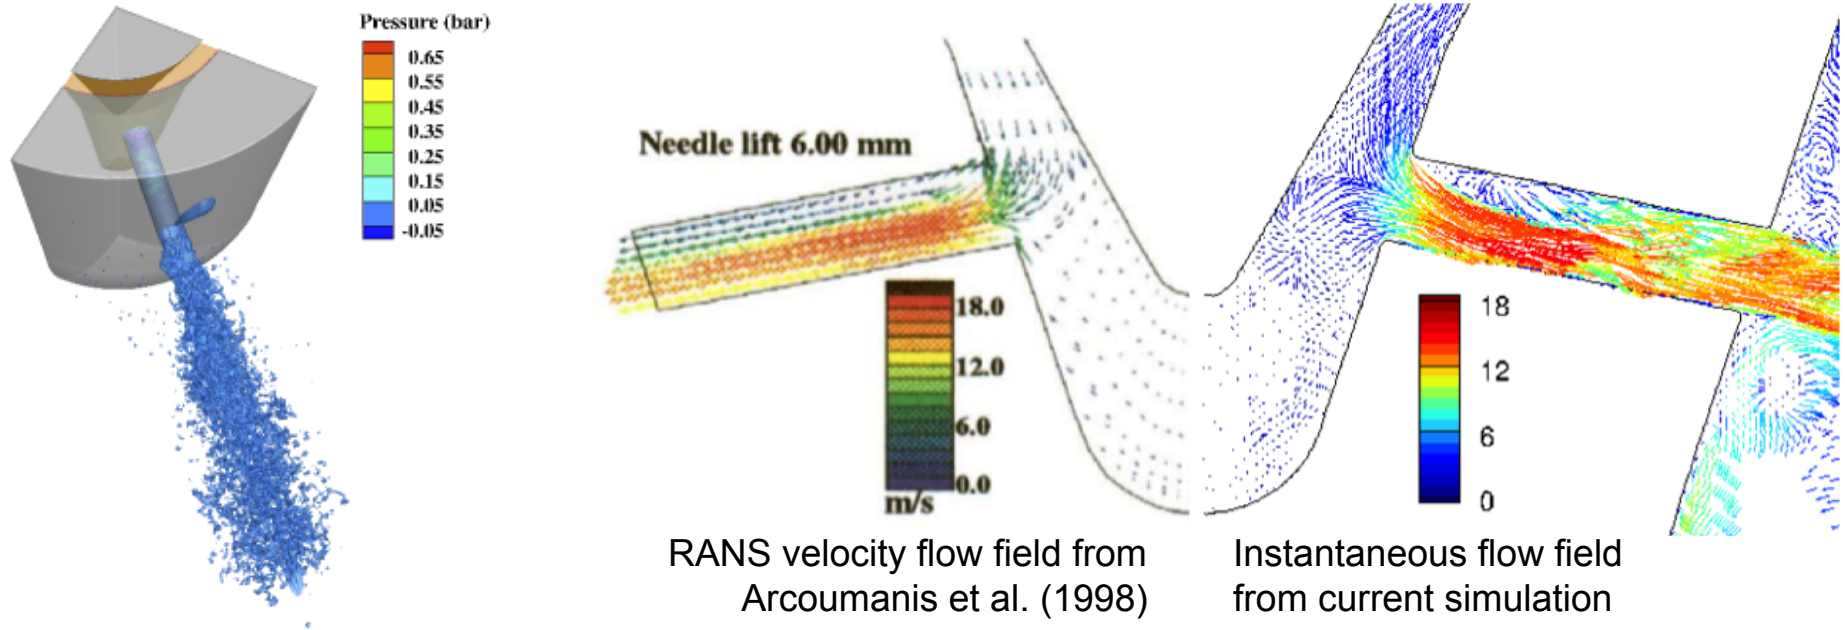 Pressure (bar)
0.65
0.55
0.45
0.35
0.25
0.15
0.05
-0.05
Needle lift 6.00 mm
18.0
12.0
6.0
0.0
m/s
18
12
6
0
RANS velocity flow field from
Arcoumanis et al. (1998)
Instantaneous flow field
from current simulation